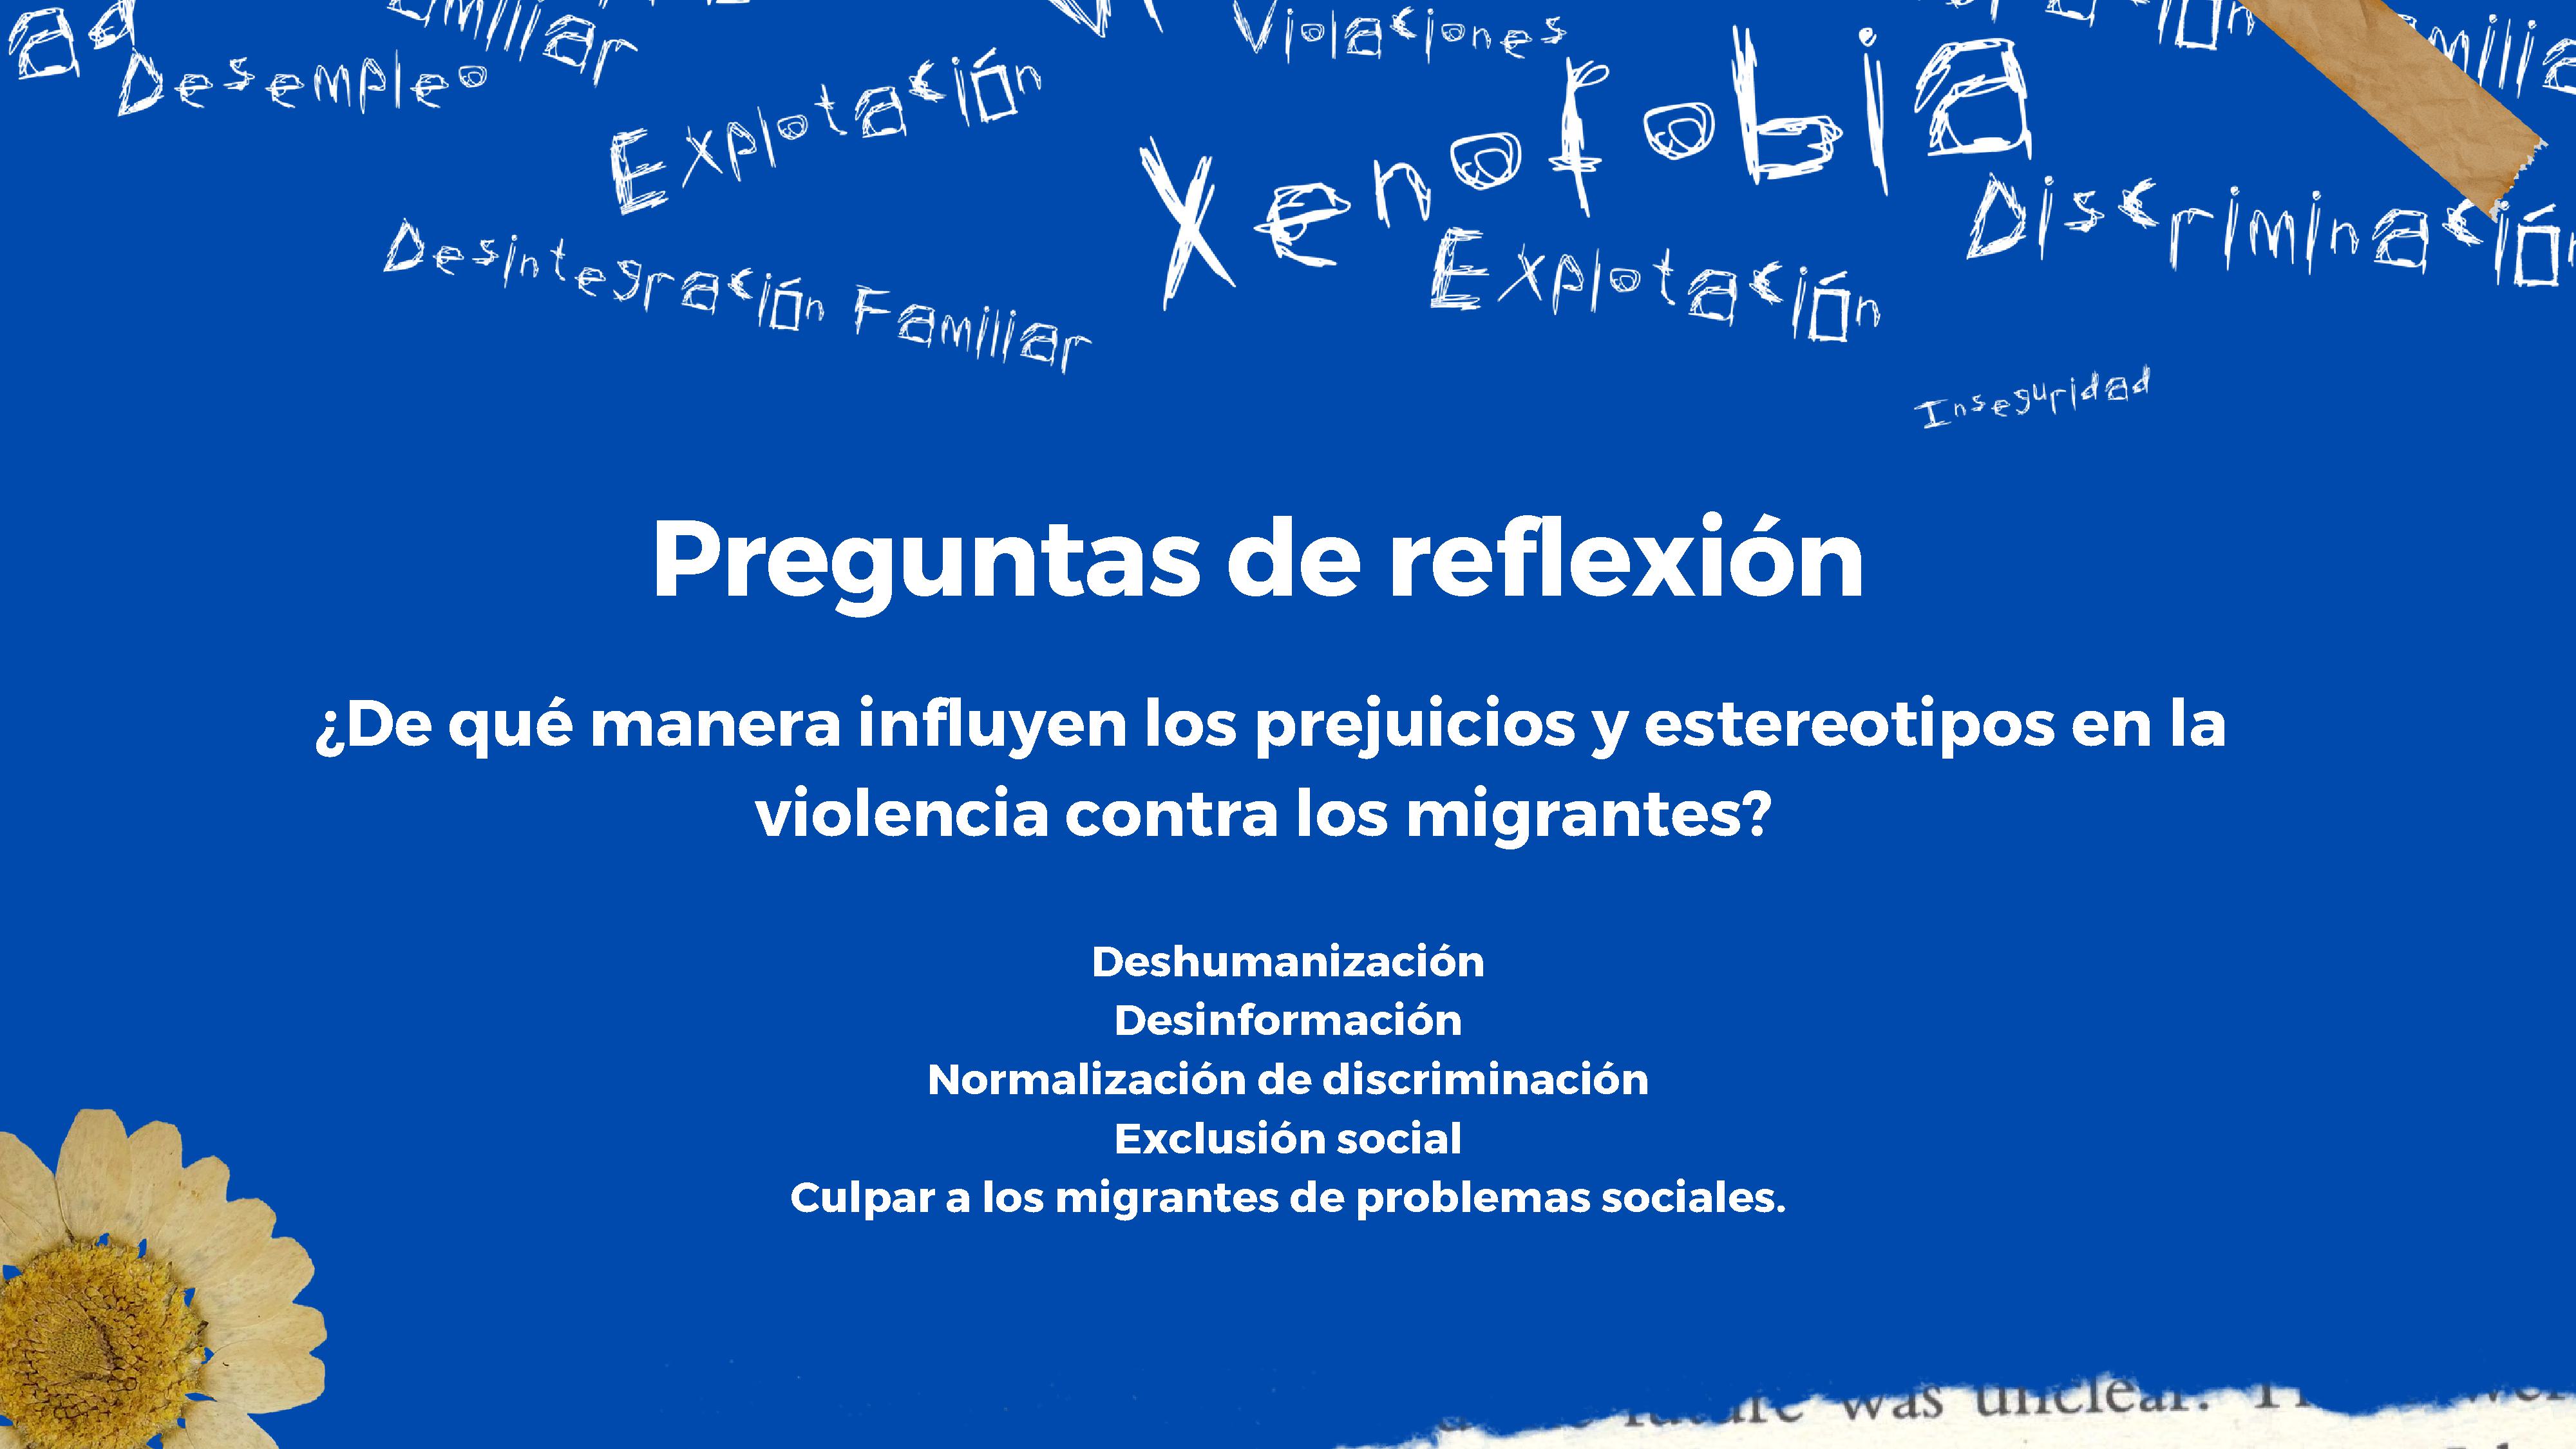 Violaciones
Desempleo
Explotación
Xenofobia
Discriminación
Desintegración Familiar
Explotación
Inseguridad
Preguntas de reflexión
¿De qué manera influyen los prejuicios y estereotipos en la
violencia contra los migrantes?
Deshumanización
Desinformación
Normalización de discriminación
Exclusión social
Culpar a los migrantes de problemas sociales.
was unclear.